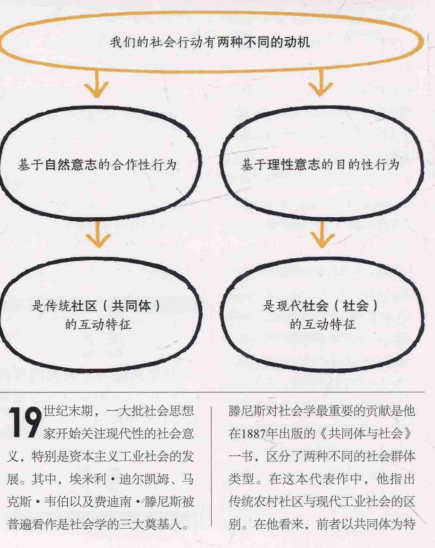 我们的社会行动有两种不同的动机
基于自然意志的合作性行为
基于理性意志的目的性行为
是传统社区（共同体）
的互动特征
是现代社会（社会）
的互动特征
19世纪末期，一大批社会思想
家开始关注现代性的社会意
义，特别是资本主义工业社会的发
展。其中，埃米利·迪尔凯姆、马
克斯·韦伯以及费迪南·滕尼斯被
普遍看作是社会学的三大奠基人。
滕尼斯对社会学最重要的贡献是他
在1887年出版的《共同体与社会》
一书，区分了两种不同的社会群体
类型。在这本代表作中，他指出
传统农村社区与现代工业社会的区
别。在他看来，前者以共同体为特